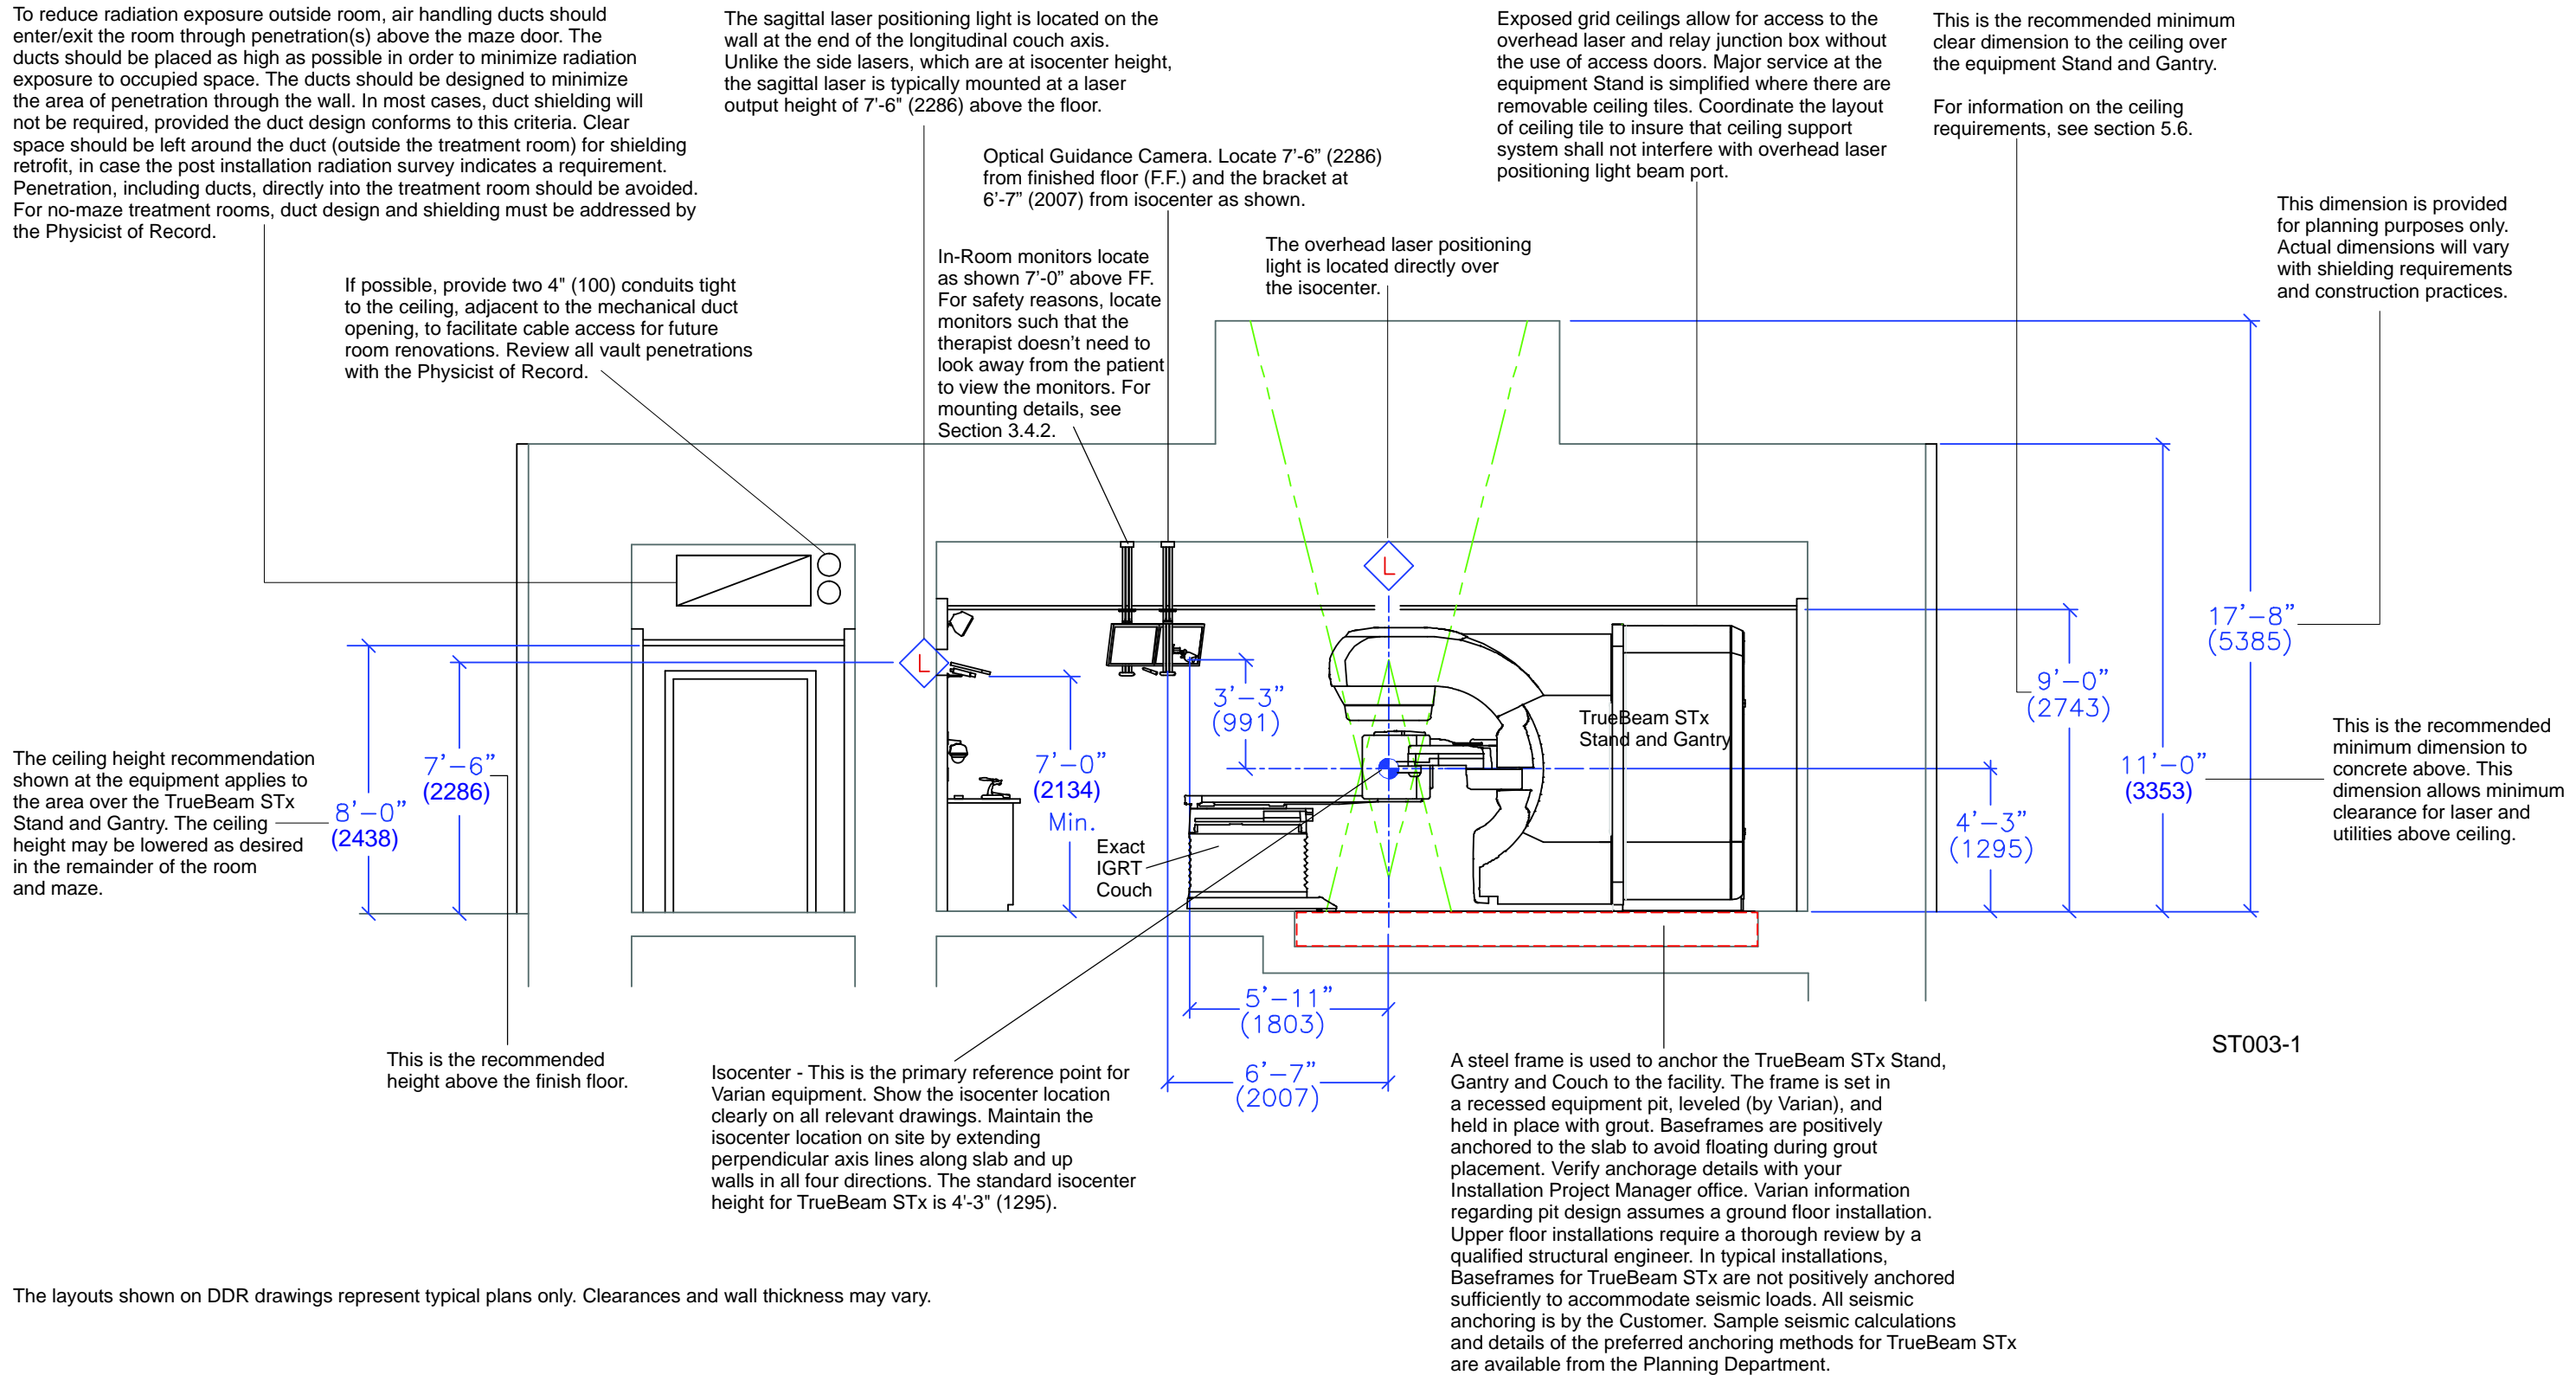 To reduce radiation exposure outside room, air handling ducts should
enter/exit the room through penetration(s) above the maze door. The
ducts should be placed as high as possible in order to minimize radiation
exposure to occupied space. The ducts should be designed to minimize
the area of penetration through the wall. In most cases, duct shielding will
not be required, provided the duct design conforms to this criteria. Clear
space should be left around the duct (outside the treatment room) for shielding
retrofit, in case the post installation radiation survey indicates a requirement.
Penetration, including ducts, directly into the treatment room should be avoided.
For no-maze treatment rooms, duct design and shielding must be addressed by
the Physicist of Record.
The sagittal laser positioning light is located on the
wall at the end of the longitudinal couch axis.
Unlike the side lasers, which are at isocenter height,
the sagittal laser is typically mounted at a laser
output height of 7'-6" (2286) above the floor.
Exposed grid ceilings allow for access to the
overhead laser and relay junction box without
the use of access doors. Major service at the
equipment Stand is simplified where there are
removable ceiling tiles. Coordinate the layout
of ceiling tile to insure that ceiling support
system shall not interfere with overhead laser
positioning light beam port.
This is the recommended minimum
clear dimension to the ceiling over
the equipment Stand and Gantry.
For information on the ceiling
requirements, see section 5.6.
Optical Guidance Camera. Locate 7'-6” (2286)
from finished floor (F.F.) and the bracket at
6'-7” (2007) from isocenter as shown.
This dimension is provided
for planning purposes only.
Actual dimensions will vary
with shielding requirements
and construction practices.
If possible, provide two 4" (100) conduits tight
to the ceiling, adjacent to the mechanical duct
opening, to facilitate cable access for future
room renovations. Review all vault penetrations
with the Physicist of Record.
In-Room monitors locate
as shown 7’-0” above FF.
For safety reasons, locate
monitors such that the
therapist doesn’t need to
look away from the patient
to view the monitors. For
mounting details, see
Section 3.4.2.
The overhead laser positioning
light is located directly over
the isocenter.
L
L
17’–8”
(5385)
9’–0”
(2743)
3’–3”
(991)
TrueBeam STx
Stand and Gantry
The ceiling height recommendation
shown at the equipment applies to
the area over the TrueBeam STx
Stand and Gantry. The ceiling
height may be lowered as desired
in the remainder of the room
and maze.
8’–0”
(2438)
7’–6”
(2286)
7’–0”
(2134)
Min.
Exact
IGRT
Couch
11’–0”
(3353)
4’–3”
(1295)
This is the recommended
minimum dimension to
concrete above. This
dimension allows minimum
clearance for laser and
utilities above ceiling.
5’–11”
(1803)
6’–7”
(2007)
ST003-1
This is the recommended
height above the finish floor.
Isocenter - This is the primary reference point for
Varian equipment. Show the isocenter location
clearly on all relevant drawings. Maintain the
isocenter location on site by extending
perpendicular axis lines along slab and up
walls in all four directions. The standard isocenter
height for TrueBeam STx is 4'-3" (1295).
A steel frame is used to anchor the TrueBeam STx Stand,
Gantry and Couch to the facility. The frame is set in
a recessed equipment pit, leveled (by Varian), and
held in place with grout. Baseframes are positively
anchored to the slab to avoid floating during grout
placement. Verify anchorage details with your
Installation Project Manager office. Varian information
regarding pit design assumes a ground floor installation.
Upper floor installations require a thorough review by a
qualified structural engineer. In typical installations,
Baseframes for TrueBeam STx are not positively anchored
sufficiently to accommodate seismic loads. All seismic
anchoring is by the Customer. Sample seismic calculations
and details of the preferred anchoring methods for TrueBeam STx
are available from the Planning Department.
The layouts shown on DDR drawings represent typical plans only. Clearances and wall thickness may vary.